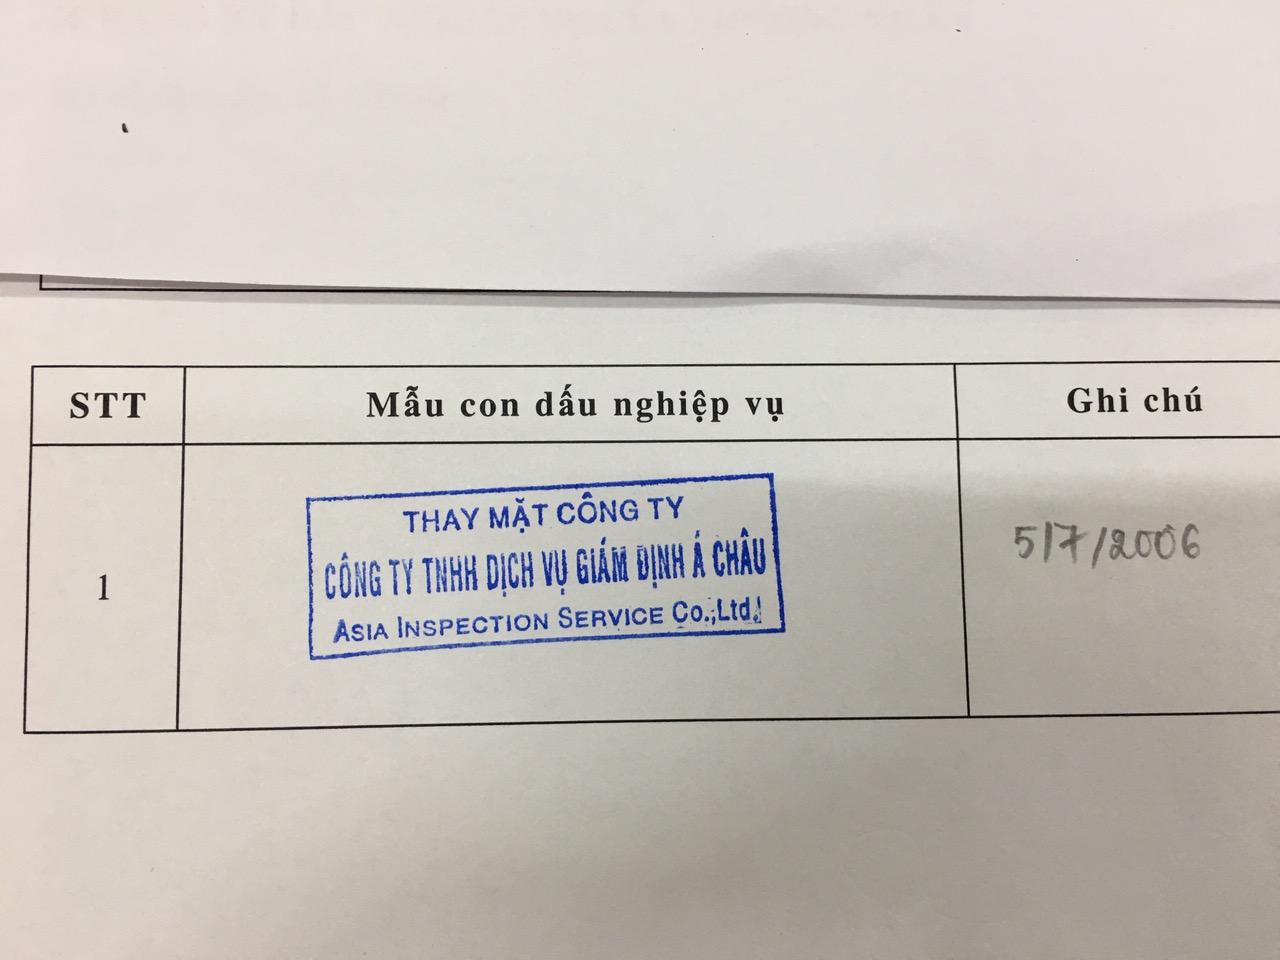 STT Mẫu con dấu nghiệp vụ Ghi chú
THAY MẶT CÔNG TY
CÔNG TY TNHH DỊCH VỤ GIÁM ĐỊNH Á CHÂU
ASIA INSPECTION SERVICE Co.,Ltd.
1
5/7/2006